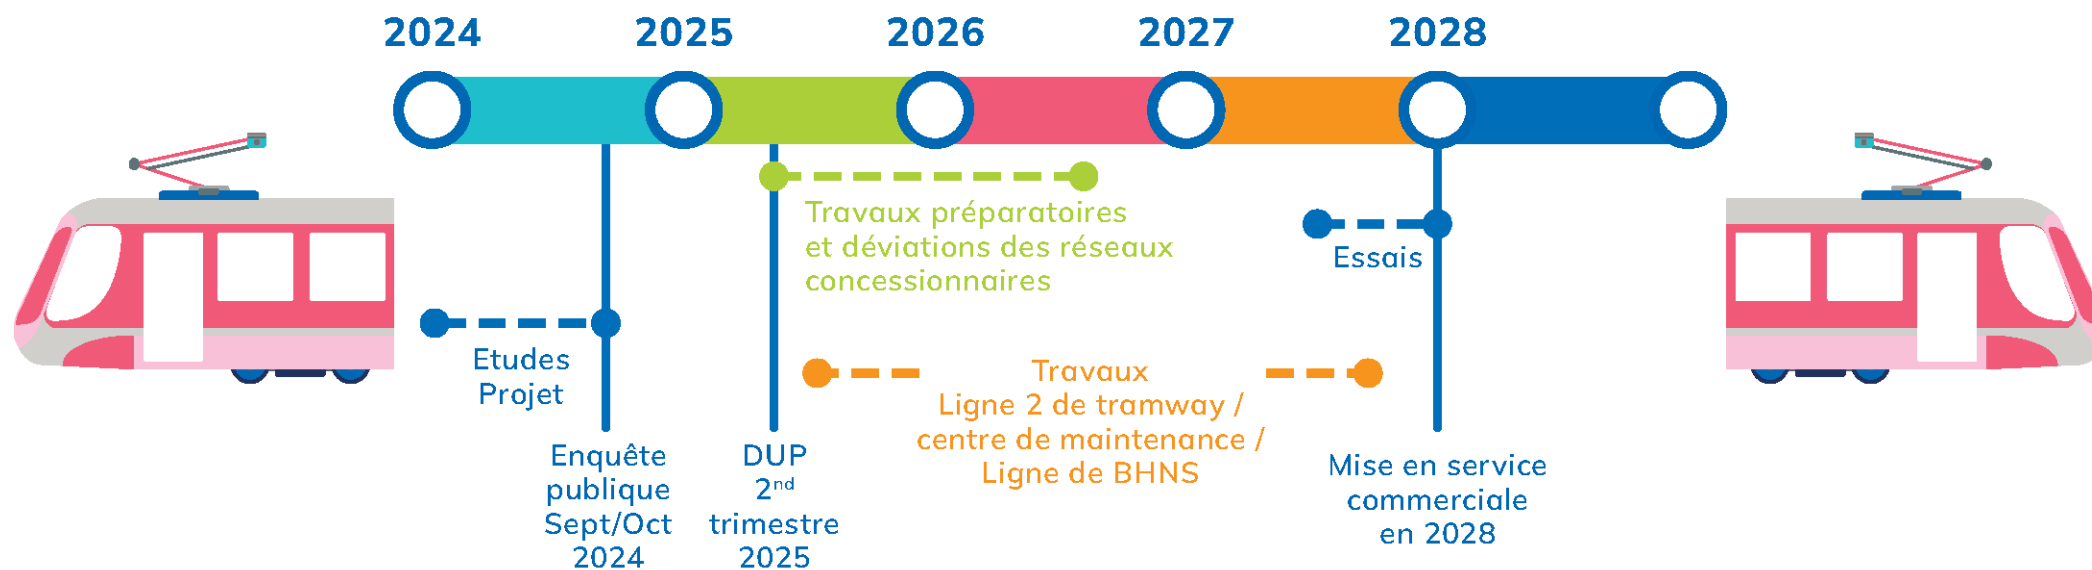 2024
2025
2026
2027
2028
Travaux préparatoires
et déviations des réseaux
concessionnaires
Essais
Etudes
Projet
Travaux
Ligne 2 de tramway /
centre de maintenance /
Ligne de BHNS
Enquête
publique
Sept/Oct
2024
DUP
2nd
trimestre
2025
Mise en service
commerciale
en 2028